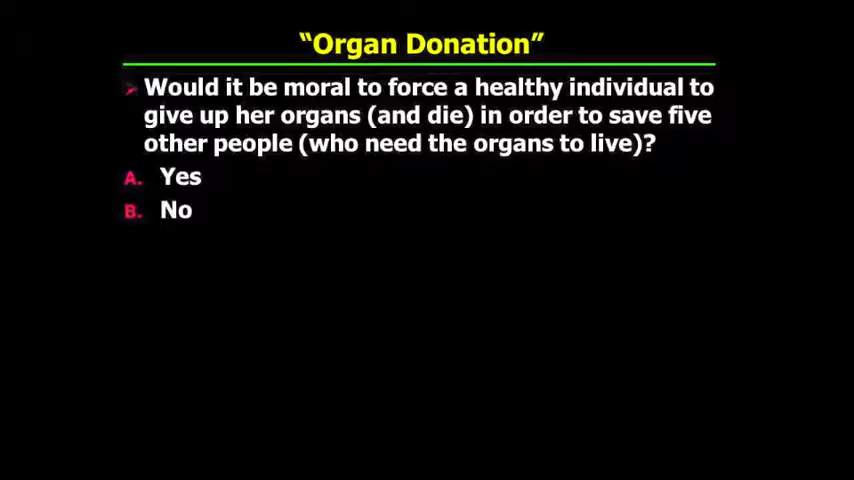 “Organ Donation”
Would it be moral to force a healthy individual to
give up her organs (and die) in order to save five
other people (who need the organs to live)?
A. Yes
B. No